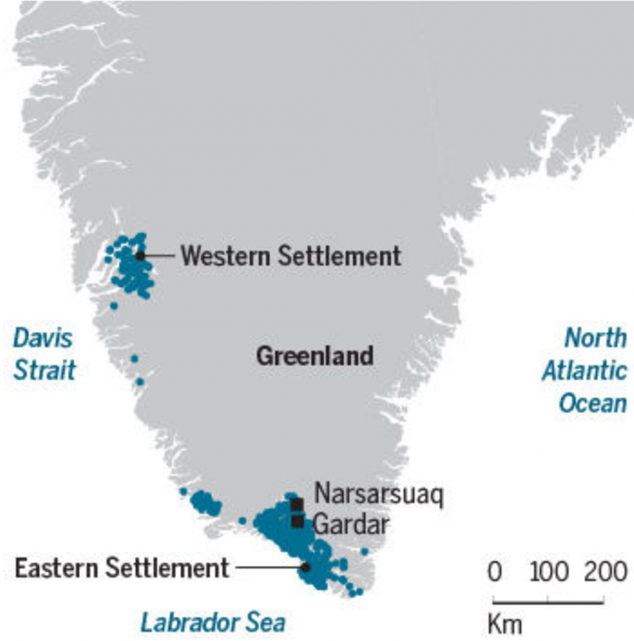 Western Settlement
Davis
Strait
Greenland
North
Atlantic
Ocean
Narsarsuaq
Gardar
Eastern Settlement
0 100 200
Km
Labrador Sea